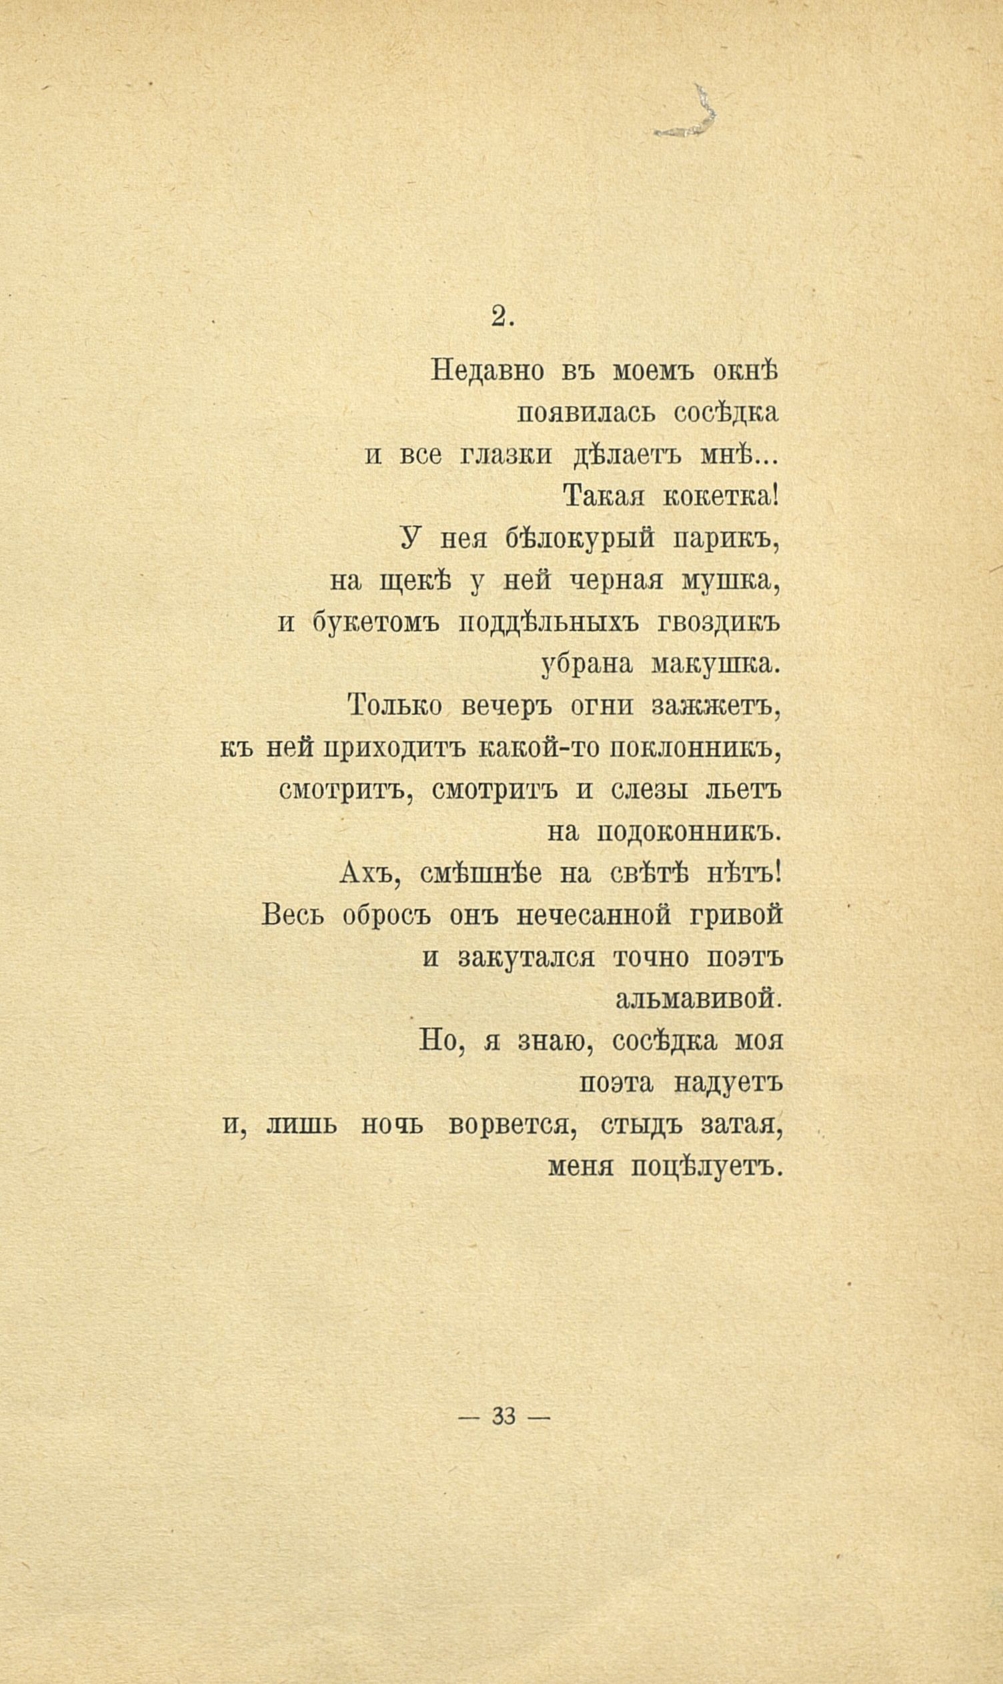 2.
Недавно въ моемъ окнѣ
появилась сосѣдка
и все глазки дѣлаетъ мнѣ...
Такая кокетка!
У нея бѣлокурый парикъ,
на щекѣ у ней черная мушка,
и букетомъ поддѣльныхъ гвоздикъ
убрана макушка.
Только вечеръ огни зажжетъ,
къ ней приходитъ какой-то поклонникъ,
смотритъ, смотритъ и слезы льетъ
на подоконникъ.
Ахъ, смѣшнѣе на свѣтѣ нѣтъ!
Весь обросъ онъ нечесанной гривой
и закутался точно поэтъ
альмавивой.
Но, я знаю, сосѣдка моя
поэта надуетъ
и, лишь ночь ворвется, стыдъ затая,
меня поцѣлуетъ.
— 33 —